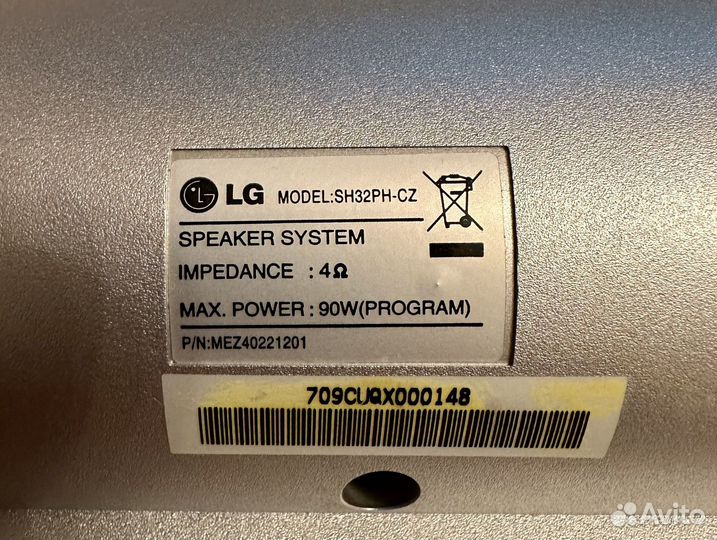 LG MODEL:SH32PH-CZ
SPEAKER SYSTEM
IMPEDANCE : 4Ω
MAX. POWER : 90W(PROGRAM)
P/N:MEZ40221201
709CUQX000148
Avito